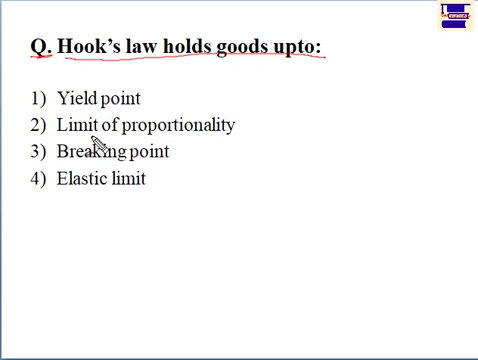 Q. Hook's law holds goods upto:
1) Yield point
2) Limit of proportionality
3) Breaking point
4) Elastic limit